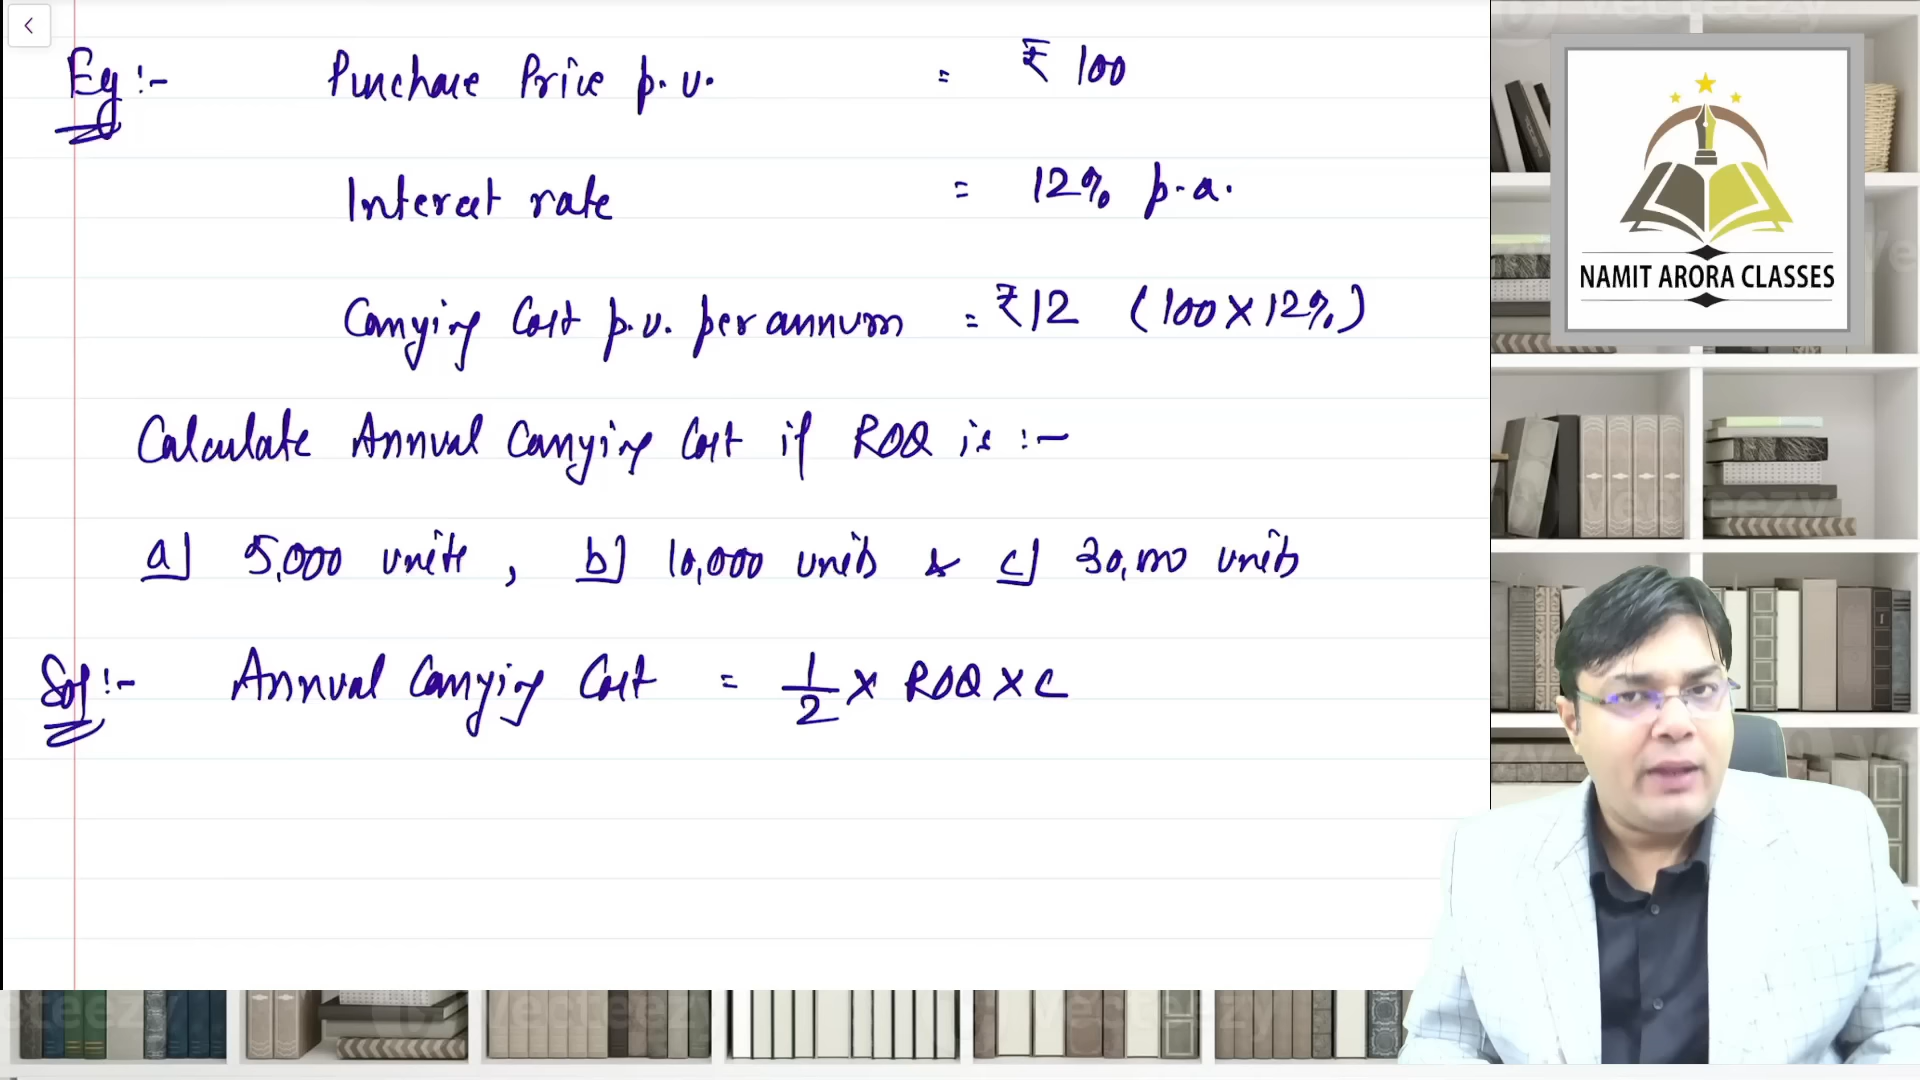 Eg :- Purchase Price p.u. = ₹ 100
Interest rate = 12% p.a.
Carrying Cost p.u. per annum = ₹12 (100 X 12%)
Calculate Annual Carrying Cost if ROQ is :-
a] 5,000 units , b] 10,000 units & c] 30,000 units
Sol :- Annual Carrying Cost = 1/2 X ROQ X C
NAMIT ARORA CLASSES